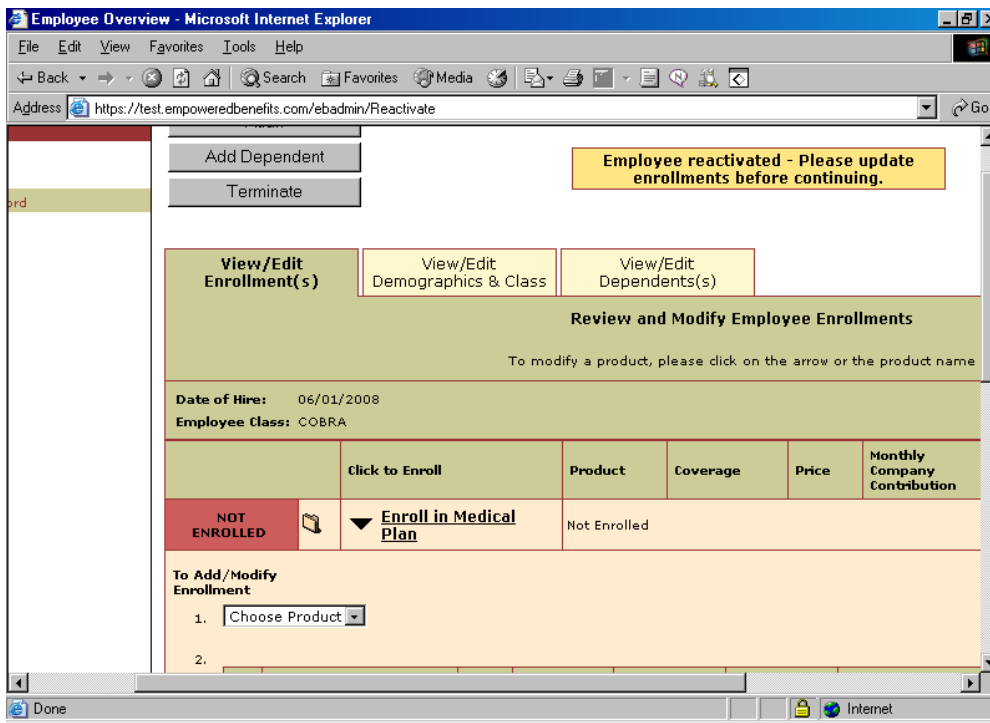 Employee Overview - Microsoft Internet Explorer
File Edit View Favorites Tools Help
Back Search Favorites Media
Address https://test.empoweredbenefits.com/ebadmin/Reactivate Go
Add Dependent
Terminate
Employee reactivated - Please update
enrollments before continuing.
ord
View/Edit
Enrollment(s)
View/Edit
Demographics & Class
View/Edit
Dependents(s)
Review and Modify Employee Enrollments
To modify a product, please click on the arrow or the product name
Date of Hire: 06/01/2008
Employee Class: COBRA
Click to Enroll
Product
Coverage
Price
Monthly
Company
Contribution
NOT
ENROLLED
Enroll in Medical
Plan
Not Enrolled
To Add/Modify
Enrollment
1. Choose Product
2.
Done
Internet